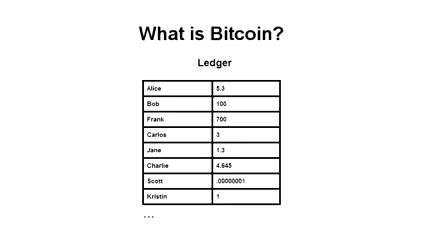 What is Bitcoin?
Ledger
Alice 5.3
Bob 100
Frank 700
Carlos 3
Jane 1.3
Charlie 4.645
Scott .00000001
Kristin 1
...